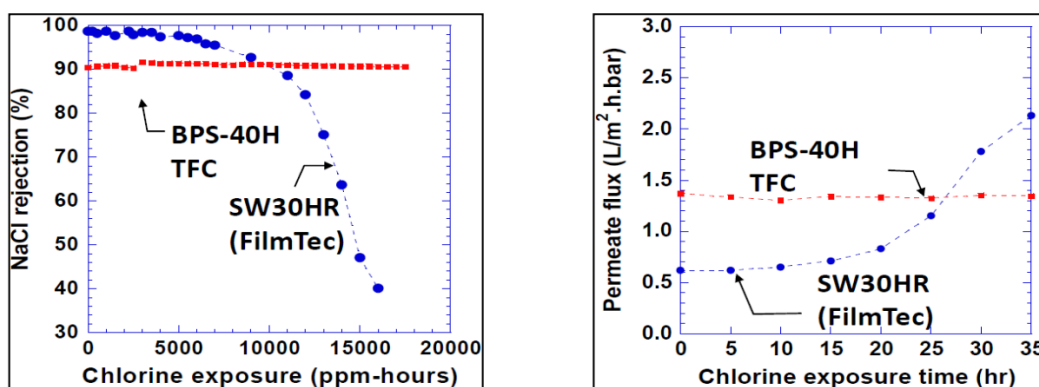 NaCl rejection (%)
100
90
80
70
60
50
40
30
BPS-40H
TFC
SW30HR
(FilmTec)
0 5000 10000 15000 20000
Chlorine exposure (ppm-hours)
Permeate flux (L/m².h.bar)
3.0
2.5
2.0
1.5
1.0
0.5
0.0
BPS-40H
TFC
SW30HR
(FilmTec)
0 5 10 15 20 25 30 35
Chlorine exposure time (hr)